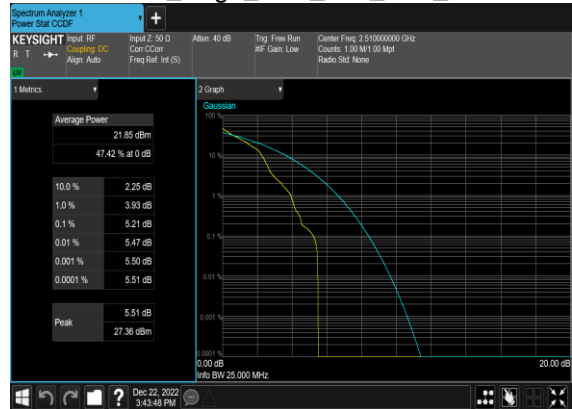 Spectrum Analyzer 1
Power Stat CCDF
KEYSIGHT
R T
Input: RF
Coupling: DC
Align: Auto
Input Z: 50 Ω
Corr CCorr
Freq Ref: Int (S)
Atten: 40 dB
Trig: Free Run
#IF Gain: Low
Center Freq: 2.510000000 GHz
Counts: 1.00 M/1.00 Mpt
Radio Std: None
1 Metrics
Average Power
21.85 dBm
47.42 % at 0 dB
10.0 % 2.25 dB
1.0 % 3.93 dB
0.1 % 5.21 dB
0.01 % 5.47 dB
0.001 % 5.50 dB
0.0001 % 5.51 dB
Peak
5.51 dB
27.36 dBm
2 Graph
Gaussian
100 %
10 %
1 %
0.1 %
0.01 %
0.001 %
0.0001 %
0.00 dB 20.00 dB
Info BW 25.000 MHz
Dec 22, 2022
3:43:48 PM